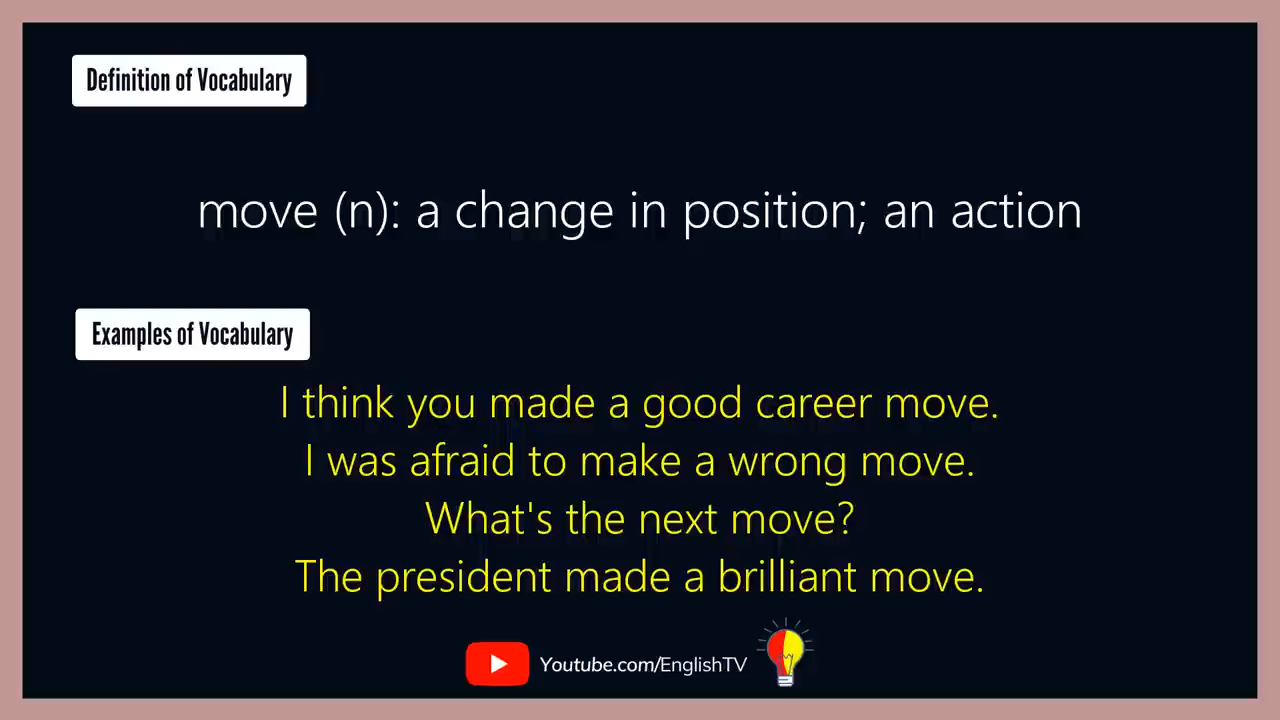 Definition of Vocabulary
move (n): a change in position; an action
Examples of Vocabulary
I think you made a good career move.
I was afraid to make a wrong move.
What's the next move?
The president made a brilliant move.
Youtube.com/EnglishTV